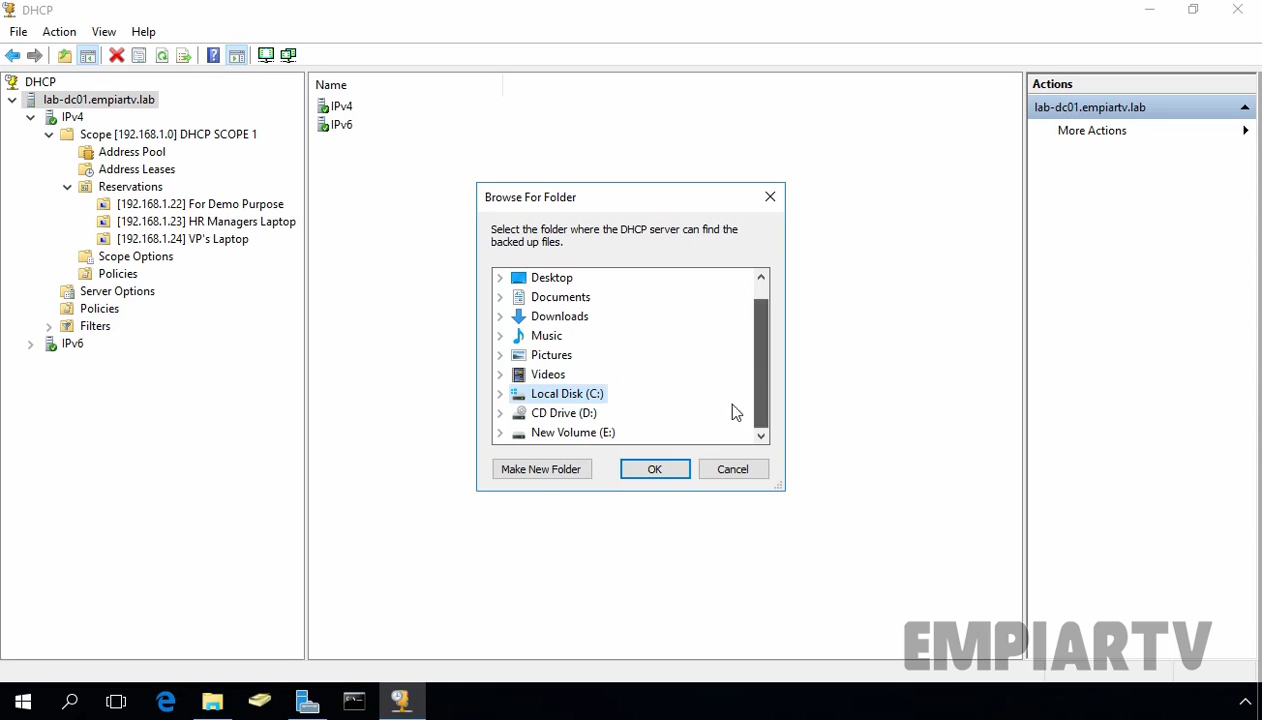 DHCP
File Action View Help
DHCP
lab-dc01.empiartv.lab
IPv4
Scope [192.168.1.0] DHCP SCOPE 1
Address Pool
Address Leases
Reservations
[192.168.1.22] For Demo Purpose
[192.168.1.23] HR Managers Laptop
[192.168.1.24] VP's Laptop
Scope Options
Policies
Server Options
Policies
Filters
IPv6
Name
IPv4
IPv6
Browse For Folder
Select the folder where the DHCP server can find the
backed up files.
Desktop
Documents
Downloads
Music
Pictures
Videos
Local Disk (C:)
CD Drive (D:)
New Volume (E:)
Make New Folder OK Cancel
Actions
lab-dc01.empiartv.lab
More Actions
EMPIARTV